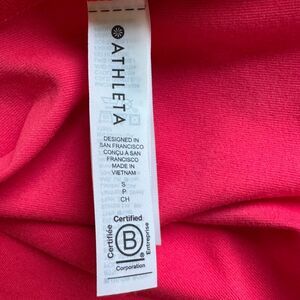 ATHLETA
DESIGNED IN
SAN FRANCISCO
CONÇU À SAN
FRANCISCO
MADE IN
VIETNAM
S
P
CH
Certified
Certifiée
B
Entreprise
Corporation